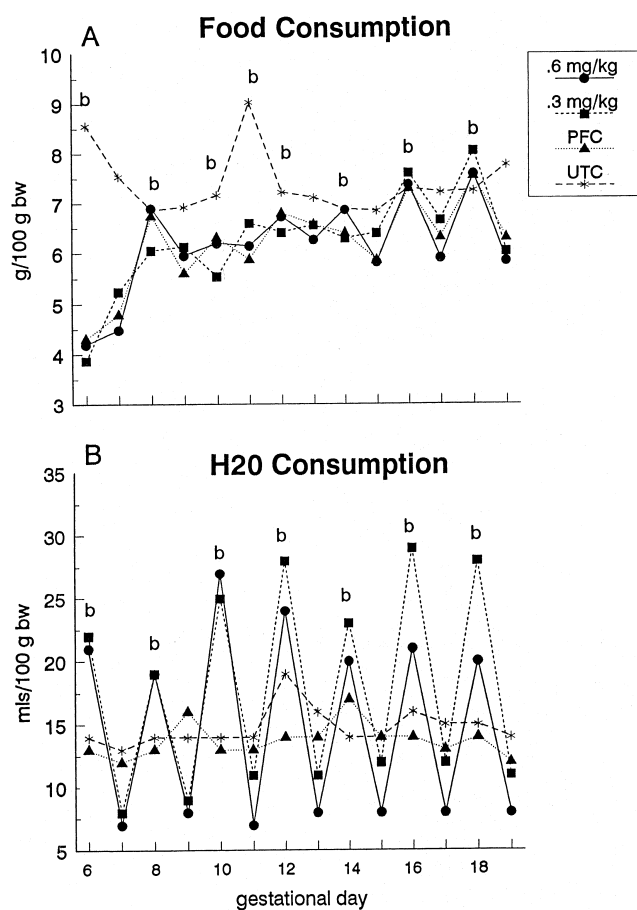 A
Food Consumption
10
9
8
7
6
5
4
3
g/100 g bw
b
b
b
b
b
b
b
b
.6 mg/kg
.3 mg/kg
PFC
UTC
B
H20 Consumption
35
30
25
20
15
10
5
mls/100 g bw
b
b
b
b
b
b
b
6
8
10
12
14
16
18
gestational day